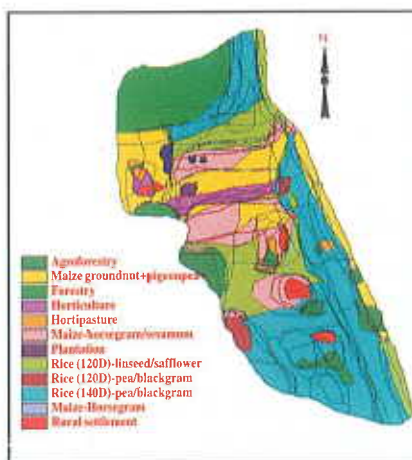 N
Agroforestry
Maize groundnut+pigeonpea
Forestry
Horticulture
Hortipasture
Maize-horsegram/sesamum
Plantation
Rice (120D)-linseed/safflower
Rice (120D)-pea/blackgram
Rice (140D)-pea/blackgram
Maize-Horsegram
Rural settlement